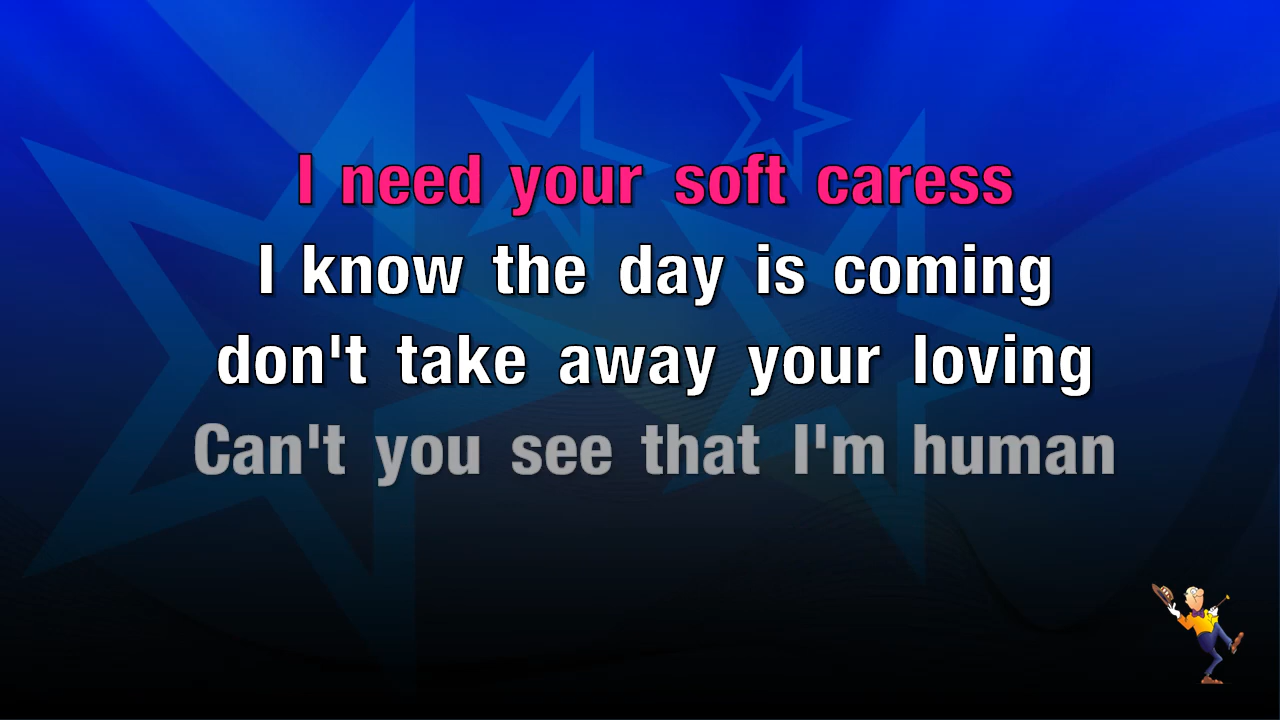 I need your soft caress
I know the day is coming
don't take away your loving
Can't you see that I'm human